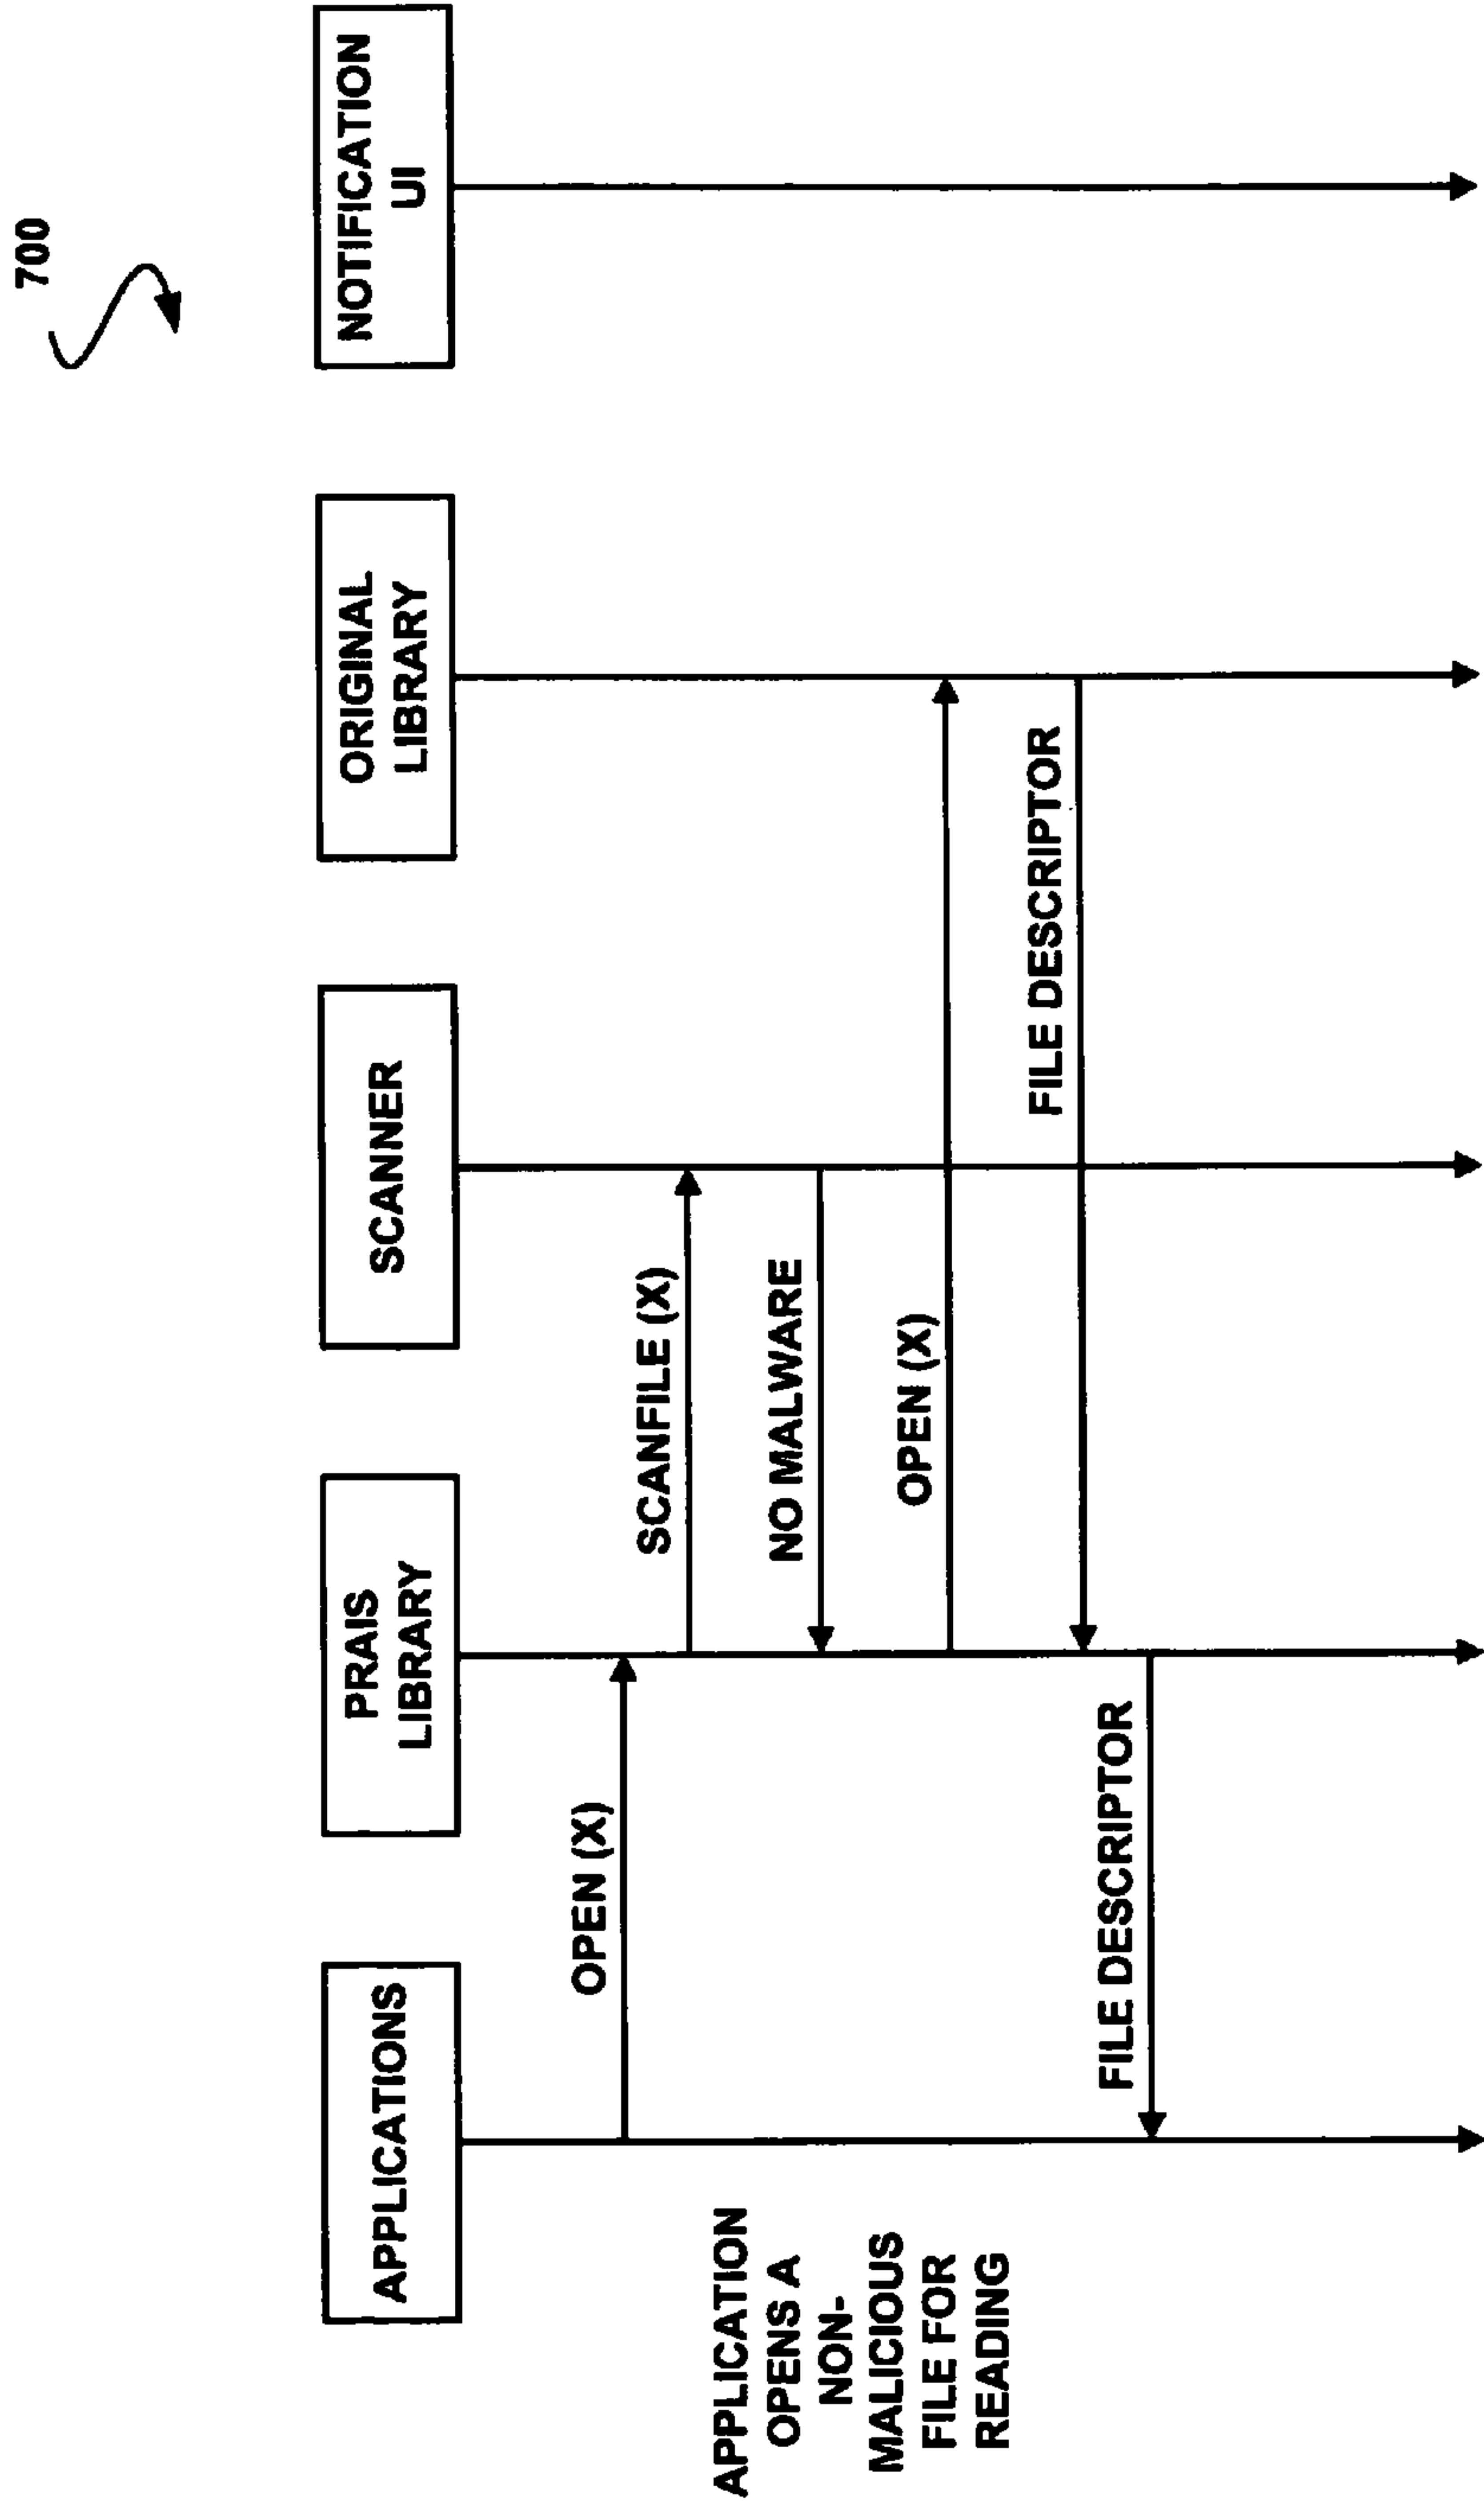 700
APPLICATIONS
PRAIS
LIBRARY
SCANNER
ORIGINAL
LIBRARY
NOTIFICATION
UI
OPEN (X)
SCANFILE (X)
APPLICATION
OPENS A
NON-
MALICIOUS
FILE FOR
READING
NO MALWARE
OPEN (X)
FILE DESCRIPTOR
FILE DESCRIPTOR